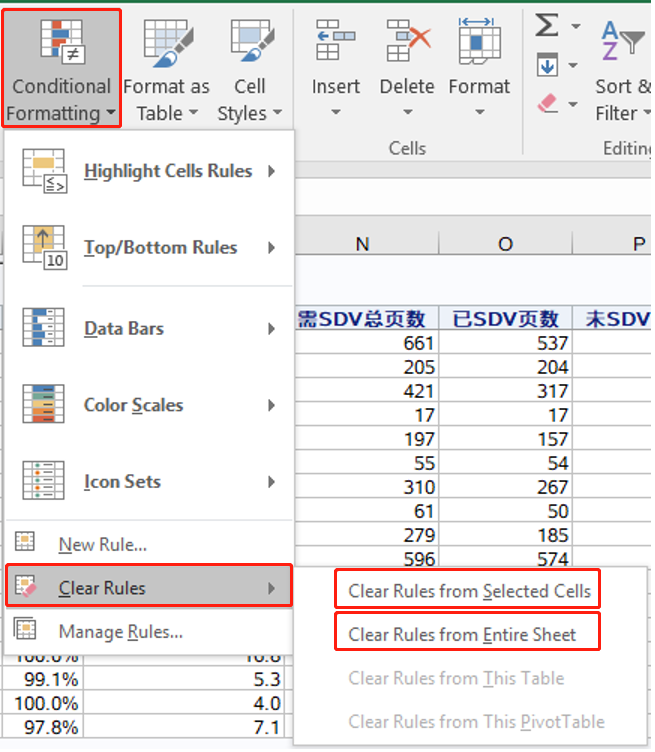 Conditional Formatting
Format as Table
Cell Styles
Insert
Delete
Format
Sort &
Filter
Cells
Editing
≠
Highlight Cells Rules
≤>
Top/Bottom Rules
10
N O P
Data Bars
需SDV总页数 已SDV页数 未SDV
661 537
205 204
421 317
17 17
Color Scales
197 157
55 54
Icon Sets
310 267
61 50
New Rule...
279 185
596 574
Clear Rules
Clear Rules from Selected Cells
Manage Rules...
Clear Rules from Entire Sheet
100.0% 10.8
99.1% 5.3
Clear Rules from This Table
100.0% 4.0
97.8% 7.1
Clear Rules from This PivotTable